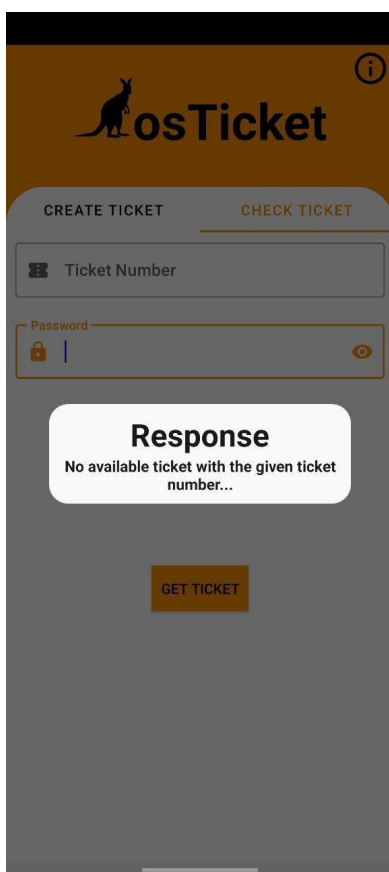 osTicket
CREATE TICKET
CHECK TICKET
Ticket Number
Password
Response
No available ticket with the given ticket
number...
GET TICKET